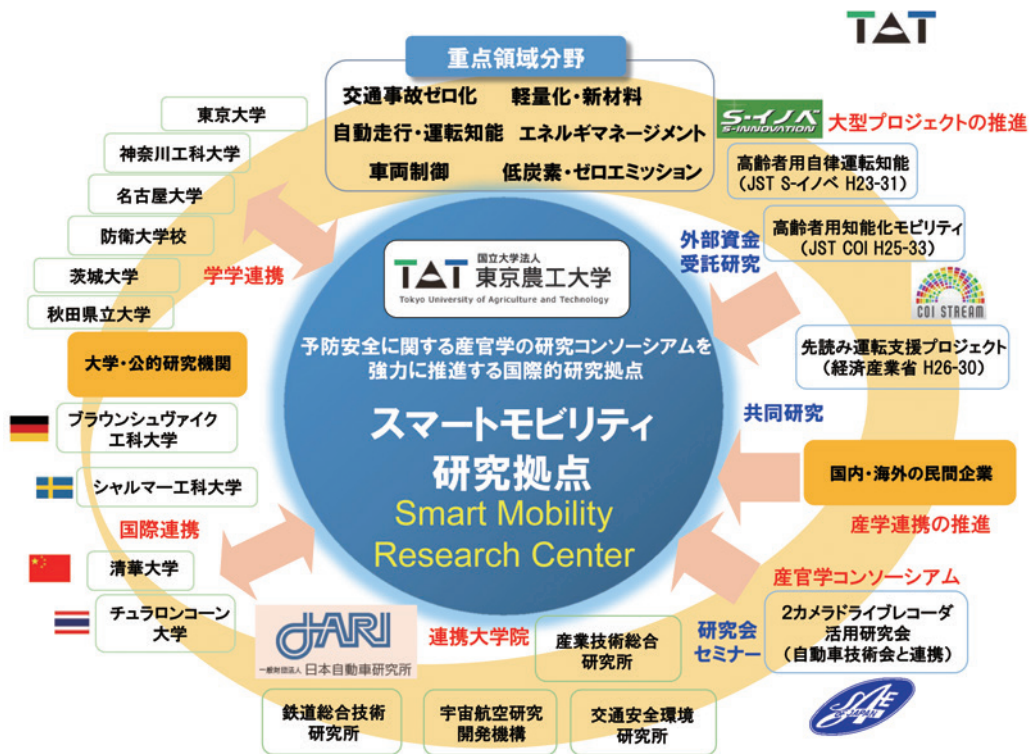 TAT
重点領域分野
交通事故ゼロ化 軽量化・新材料
自動走行・運転知能 エネルギマネージメント
車両制御 低炭素・ゼロエミッション
東京大学
神奈川工科大学
名古屋大学
防衛大学校
茨城大学
秋田県立大学
学学連携
大学・公的研究機関
ブラウンシュヴァイク
工科大学
シャルマー工科大学
国際連携
清華大学
チュラロンコーン
大学
S-イノベ
S-INNOVATION
大型プロジェクトの推進
高齢者用自律運転知能
(JST S-イノベ H23-31)
高齢者用知能化モビリティ
(JST COI H25-33)
外部資金
受託研究
COI STREAM
先読み運転支援プロジェクト
(経済産業省 H26-30)
国立大学法人
TAT 東京農工大学
Tokyo University of Agriculture and Technology
予防安全に関する産官学の研究コンソーシアムを
強力に推進する国際的研究拠点
スマートモビリティ
研究拠点
Smart Mobility
Research Center
共同研究
国内・海外の民間企業
産学連携の推進
産官学コンソーシアム
研究会
セミナー
2カメラドライブレコーダ
活用研究会
(自動車技術会と連携)
SAE
OF JAPAN
JARI
一般財団法人 日本自動車研究所
連携大学院
産業技術総合
研究所
鉄道総合技術
研究所
宇宙航空研究
開発機構
交通安全環境
研究所